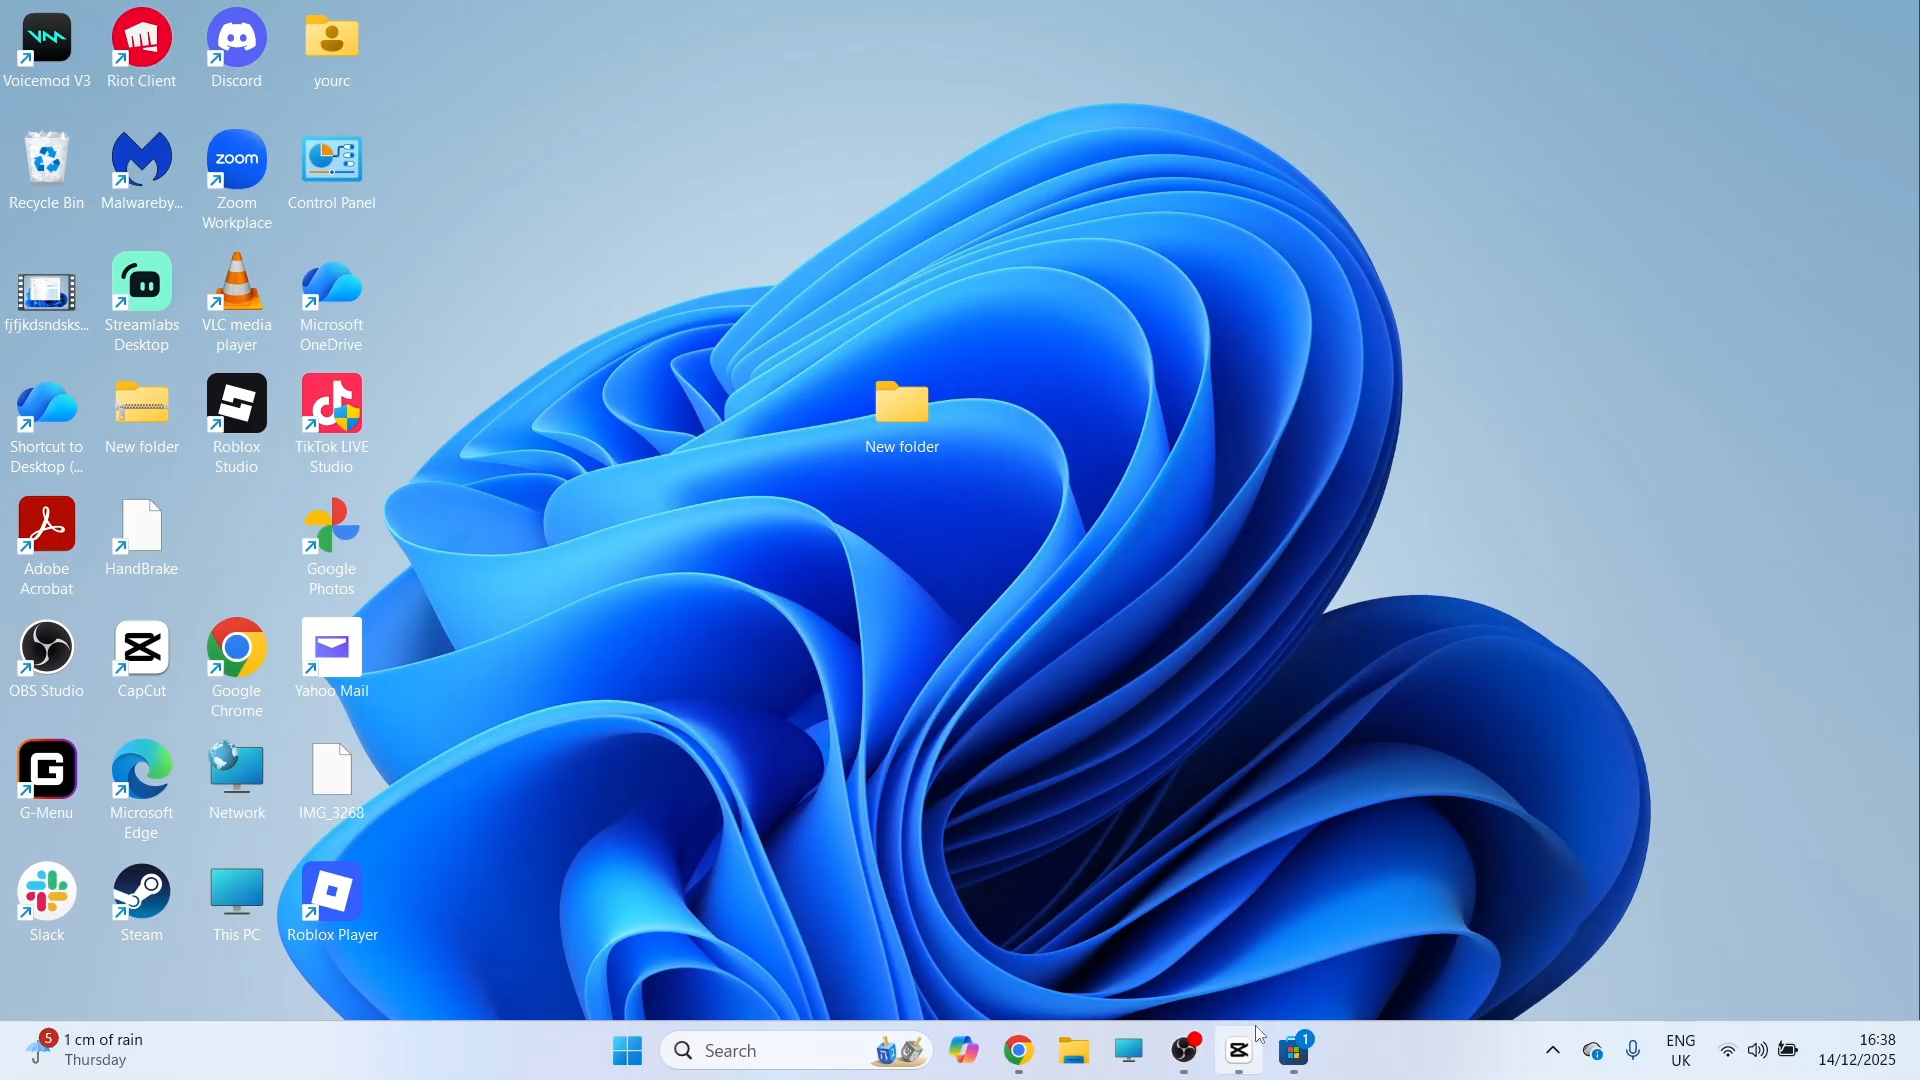 Voicemod V3
Riot Client
Discord
yourc
Recycle Bin
Malwareby...
zoom
Zoom
Workplace
Control Panel
fjfjkdsndsks...
Streamlabs
Desktop
VLC media
player
Microsoft
OneDrive
Shortcut to
Desktop (...
New folder
Roblox
Studio
TikTok LIVE
Studio
New folder
Adobe
Acrobat
HandBrake
Google
Photos
OBS Studio
CapCut
Google
Chrome
Yahoo Mail
G-Menu
Microsoft
Edge
Network
IMG_3268
Slack
Steam
This PC
Roblox Player
5
1 cm of rain
Thursday
Search
1
ENG
UK
16:38
14/12/2025